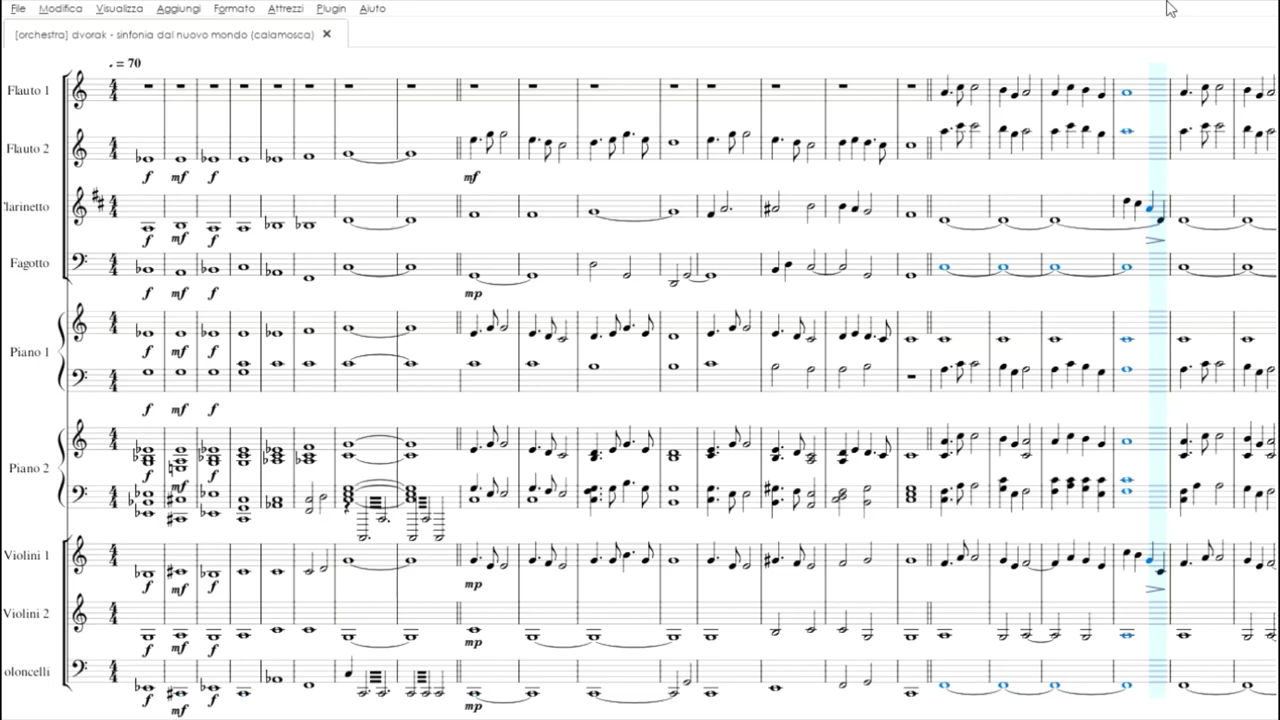 File Modifica Visualizza Aggiungi Formato Attrezzi Plugin Aiuto
[orchestra] dvorak - sinfonia dal nuovo mondo (calamosca) ×
. = 70
Flauto 1
Flauto 2
f mf f mf
larinetto
f mf f
Fagotto
f mf f mp
Piano 1
f mf f
f mf f
Piano 2
f mf f
Violini 1
f mf f mp
Violini 2
f mf f mp
oloncelli
f mf f mp